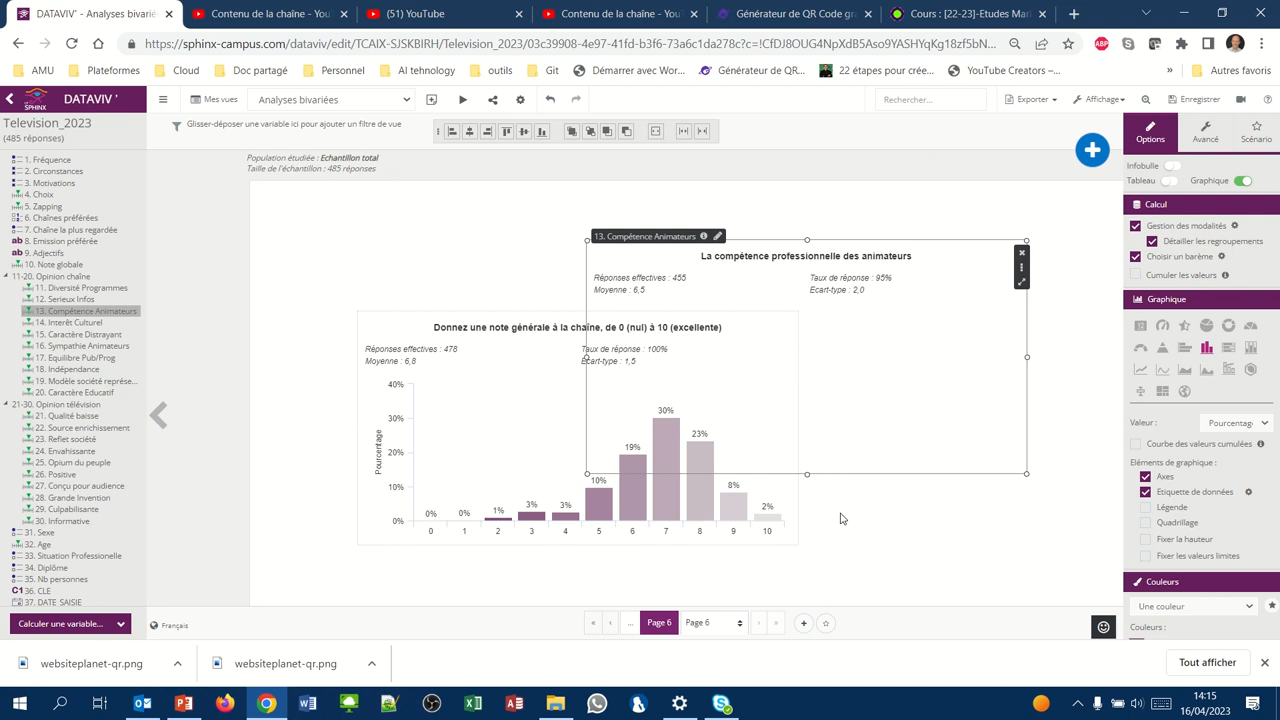 DATAVIV' - Analyses bivariées
Contenu de la chaîne - You
(51) YouTube
Contenu de la chaîne - You
Générateur de QR Code gra
Cours : [22-23]-Etudes Mar
https://sphinx-campus.com/dataviv/edit/TCAIX-SISKBIRH/Television_2023/03c39908-4e97-41fd-b3f6-73a6c1da278c?c=!CfDJ8OUG4NpXdB5Aso9YASHYqKg18zf5bN...
AMU
Plateformes
Cloud
Doc partagé
Personnel
AI tehnology
outils
Git
Démarrer avec Wor...
Générateur de QR...
22 étapes pour crée...
YouTube Creators –...
»
Autres favoris
SPHINX
DATAVIV '
Mes vues
Analyses bivariées
Rechercher...
Exporter
Affichage
Enregistrer
Television_2023
(485 réponses)
Glisser-déposer une variable ici pour ajouter un filtre de vue
Options
Avancé
Scénario
Population étudiée : Echantillon total
Taille de l'échantillon : 485 réponses
1. Fréquence
2. Circonstances
3. Motivations
4. Choix
5. Zapping
6. Chaînes préférées
7. Chaîne la plus regardée
ab 8. Emission préférée
ab 9. Adjectifs
10. Note globale
11-20. Opinion chaîne
11. Diversité Programmes
12. Serieux Infos
13. Compétence Animateurs
14. Interêt Culturel
15. Caractère Distrayant
16. Sympathie Animateurs
17. Equilibre Pub/Prog
18. Indépendance
19. Modèle société représe...
20. Caractère Educatif
21-30. Opinion télévision
21. Qualité baisse
22. Source enrichissement
23. Reflet société
24. Envahissante
25. Opium du peuple
26. Positive
27. Conçu pour audience
28. Grande Invention
29. Culpabilisante
30. Informative
31. Sexe
32. Age
33. Situation Professionelle
34. Diplôme
35. Nb personnes
C1 36. CLE
37. DATE_SAISIE
Calculer une variable...
Français
13. Compétence Animateurs
La compétence professionnelle des animateurs
Réponses effectives : 455
Taux de réponse : 95%
Moyenne : 6,5
Ecart-type : 2,0
Donnez une note générale à la chaîne, de 0 (nul) à 10 (excellente)
Réponses effectives : 478
Taux de réponse : 100%
Moyenne : 6,8
Ecart-type : 1,5
Pourcentage
40%
30%
20%
10%
0%
0%
0%
1%
3%
3%
10%
19%
30%
23%
8%
2%
0
1
2
3
4
5
6
7
8
9
10
«
‹
...
Page 6
Page 6
›
»
Infobulle
Tableau
Graphique
Calcul
Gestion des modalités
Détailler les regroupements
Choisir un barème
Cumuler les valeurs
Graphique
Valeur :
Pourcentage
Courbe des valeurs cumulées
Eléments de graphique :
Axes
Etiquette de données
Légende
Quadrillage
Fixer la hauteur
Fixer les valeurs limites
Couleurs
Une couleur
Couleurs :
websiteplanet-qr.png
websiteplanet-qr.png
Tout afficher
14:15
16/04/2023